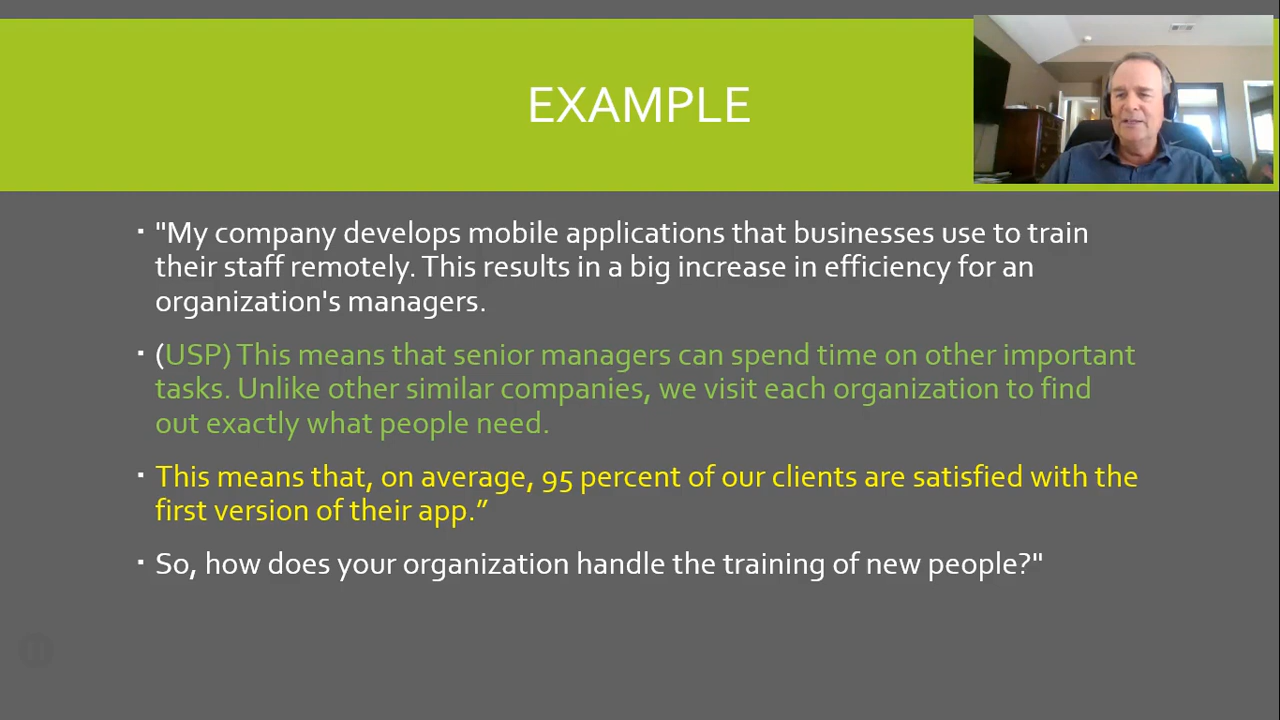 EXAMPLE
▪ "My company develops mobile applications that businesses use to train
their staff remotely. This results in a big increase in efficiency for an
organization's managers.
▪ (USP) This means that senior managers can spend time on other important
tasks. Unlike other similar companies, we visit each organization to find
out exactly what people need.
▪ This means that, on average, 95 percent of our clients are satisfied with the
first version of their app.”
▪ So, how does your organization handle the training of new people?"